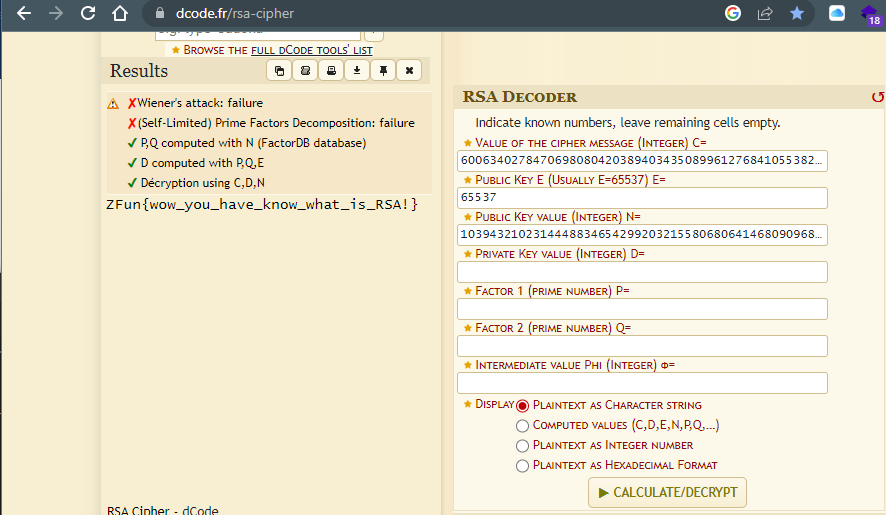 dcode.fr/rsa-cipher
18
★ BROWSE THE FULL DCODE TOOLS' LIST
Results
✗Wiener's attack: failure
✗(Self-Limited) Prime Factors Decomposition: failure
✓ P,Q computed with N (FactorDB database)
✓ D computed with P,Q,E
✓ Décryption using C,D,N
ZFun{wow_you_have_know_what_is_RSA!}
RSA Cipher - dCode
RSA DECODER
Indicate known numbers, leave remaining cells empty.
★ VALUE OF THE CIPHER MESSAGE (INTEGER) C=
6006340278470698080420389403435089961276841055382...
★ PUBLIC KEY E (USUALLY E=65537) E=
65537
★ PUBLIC KEY VALUE (INTEGER) N=
1039432102314448834654299203215580680641468090968...
★ PRIVATE KEY VALUE (INTEGER) D=
★ FACTOR 1 (PRIME NUMBER) P=
★ FACTOR 2 (PRIME NUMBER) Q=
★ INTERMEDIATE VALUE PHI (INTEGER) Φ=
★ DISPLAY PLAINTEXT AS CHARACTER STRING
COMPUTED VALUES (C,D,E,N,P,Q,...)
PLAINTEXT AS INTEGER NUMBER
PLAINTEXT AS HEXADECIMAL FORMAT
▶ CALCULATE/DECRYPT